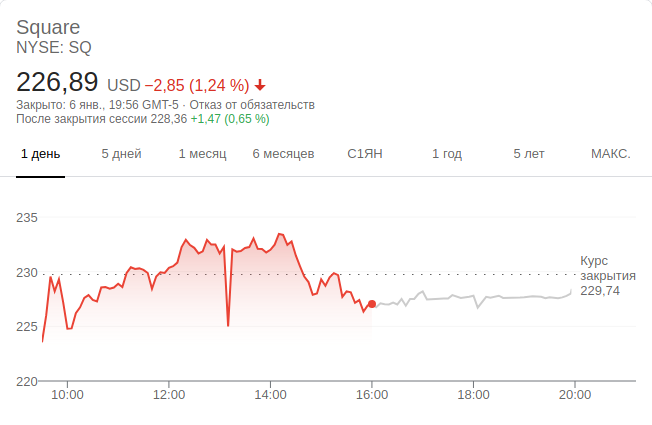 Square
NYSE: SQ
226,89 USD −2,85 (1,24 %)
Закрыто: 6 янв., 19:56 GMT-5 · Отказ от обязательств
После закрытия сессии 228,36 +1,47 (0,65 %)
1 день 5 дней 1 месяц 6 месяцев С1ЯН 1 год 5 лет МАКС.
235
230
225
220
Курс
закрытия
229,74
10:00 12:00 14:00 16:00 18:00 20:00